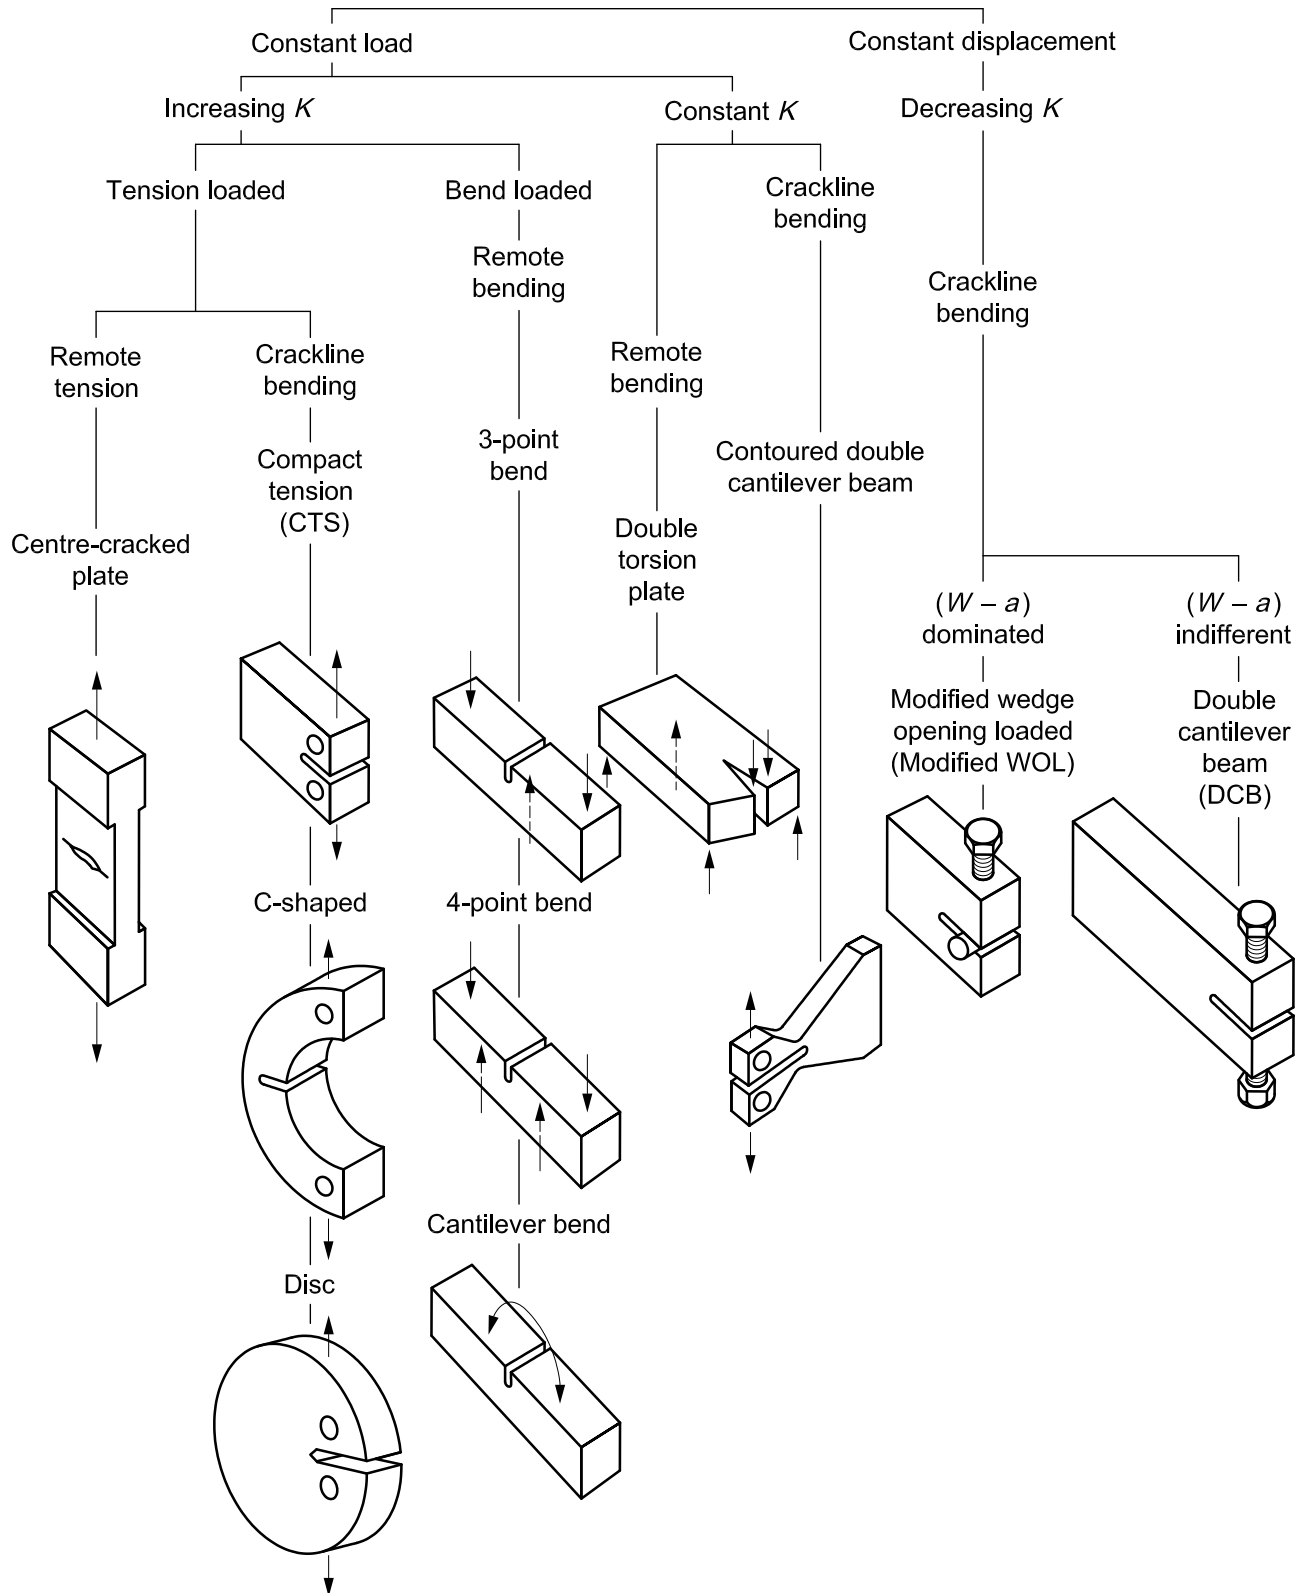 Constant load
Constant displacement
Increasing K
Constant K
Decreasing K
Tension loaded
Bend loaded
Crackline
bending
Remote
bending
Crackline
bending
Remote
tension
Crackline
bending
Remote
bending
3-point
bend
Contoured double
cantilever beam
Compact
tension
(CTS)
Centre-cracked
plate
Double
torsion
plate
(W – a)
dominated
(W – a)
indifferent
Modified wedge
opening loaded
(Modified WOL)
Double
cantilever
beam
(DCB)
C-shaped
4-point bend
Cantilever bend
Disc